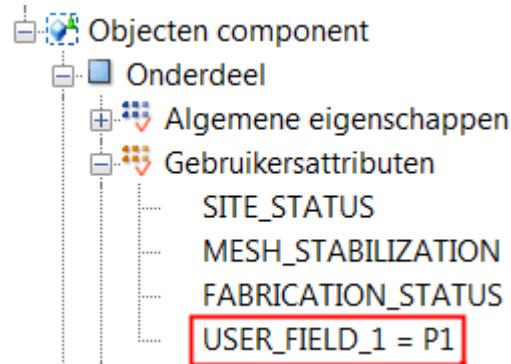 Objecten component
Onderdeel
Algemene eigenschappen
Gebruikersattributen
SITE_STATUS
MESH_STABILIZATION
FABRICATION_STATUS
USER_FIELD_1 = P1